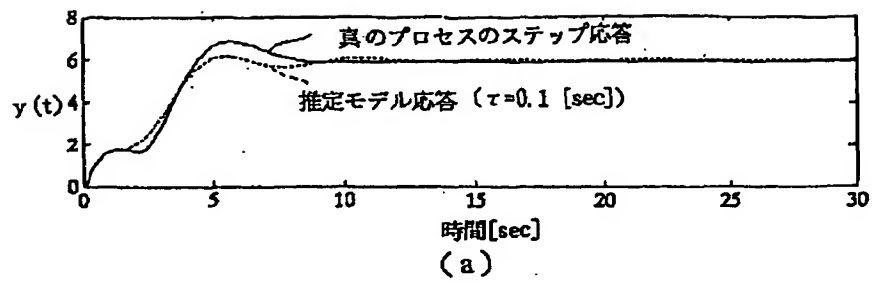 8
真のプロセスのステップ応答
6
y(t) 4
推定モデル応答 (τ=0.1 [sec])
2
0
0 5 10 15 20 25 30
時間[sec]
(a)